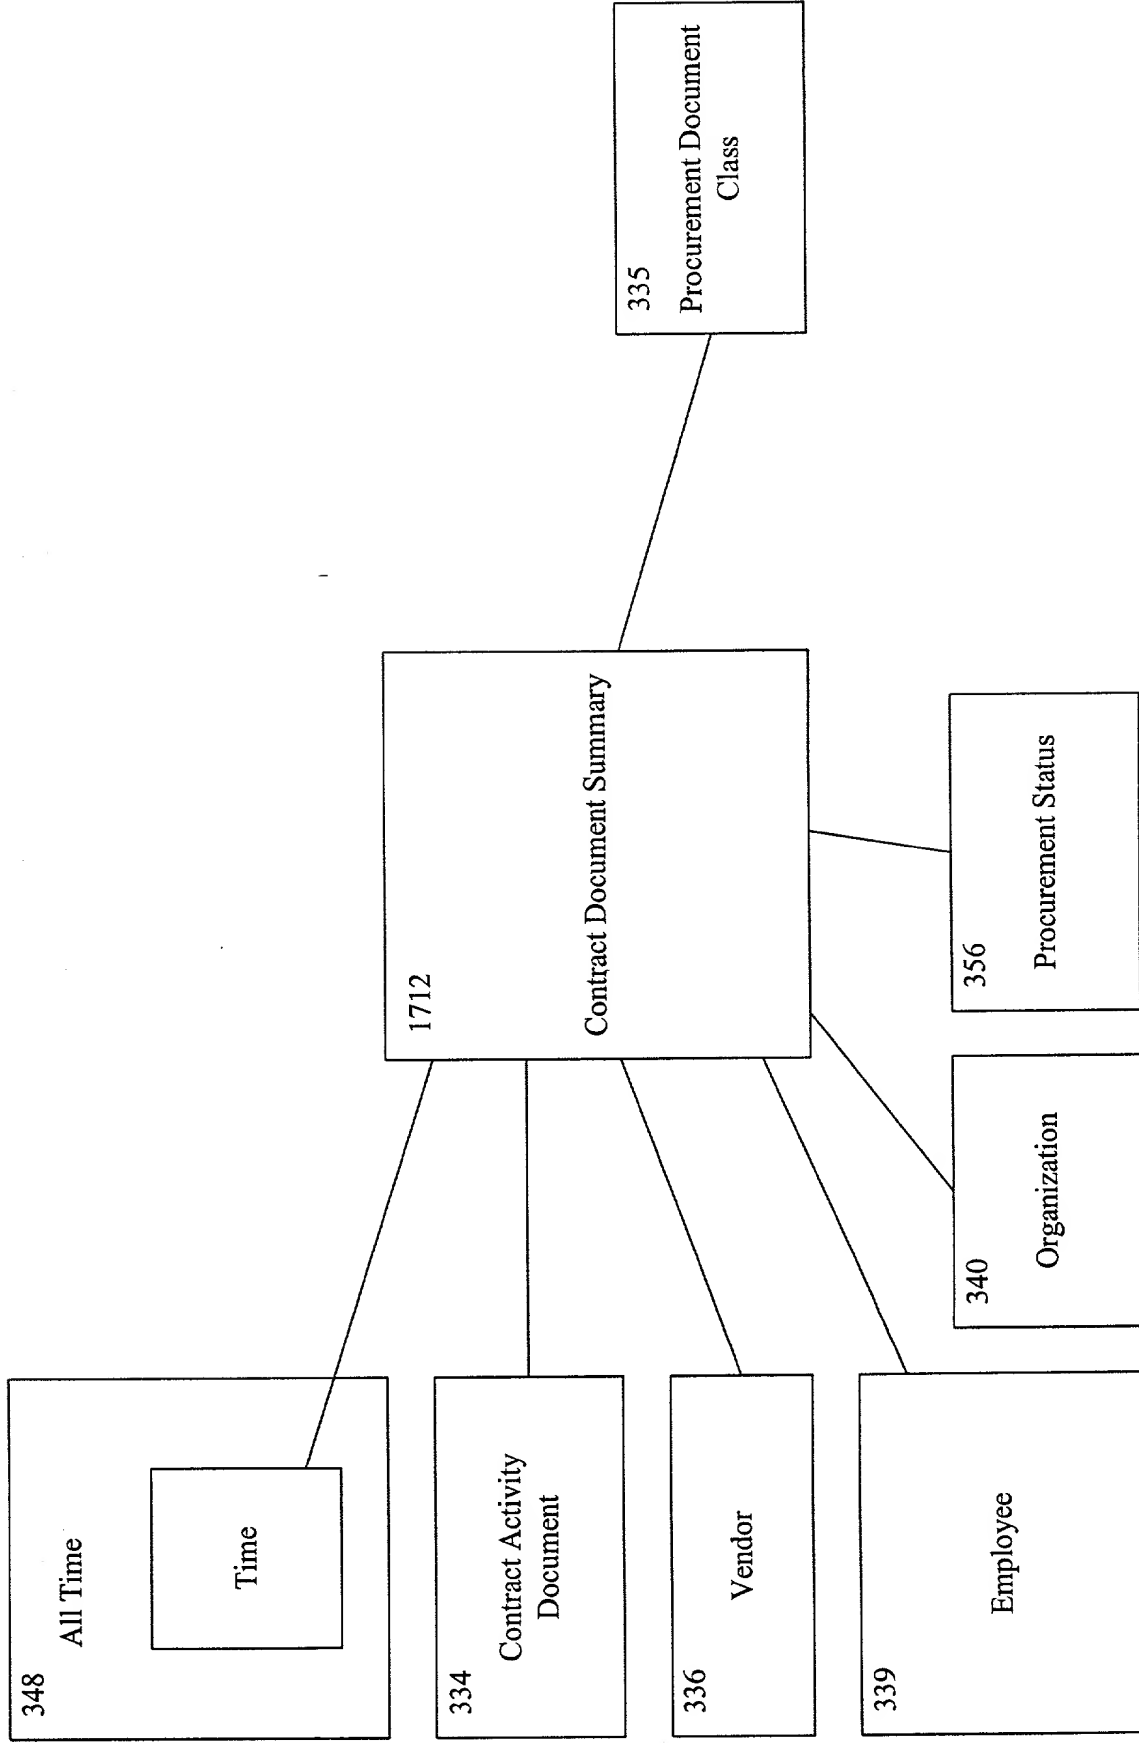 348
All Time
Time
334
Contract Activity
Document
336
Vendor
339
Employee
1712
Contract Document Summary
340
Organization
356
Procurement Status
335
Procurement Document
Class